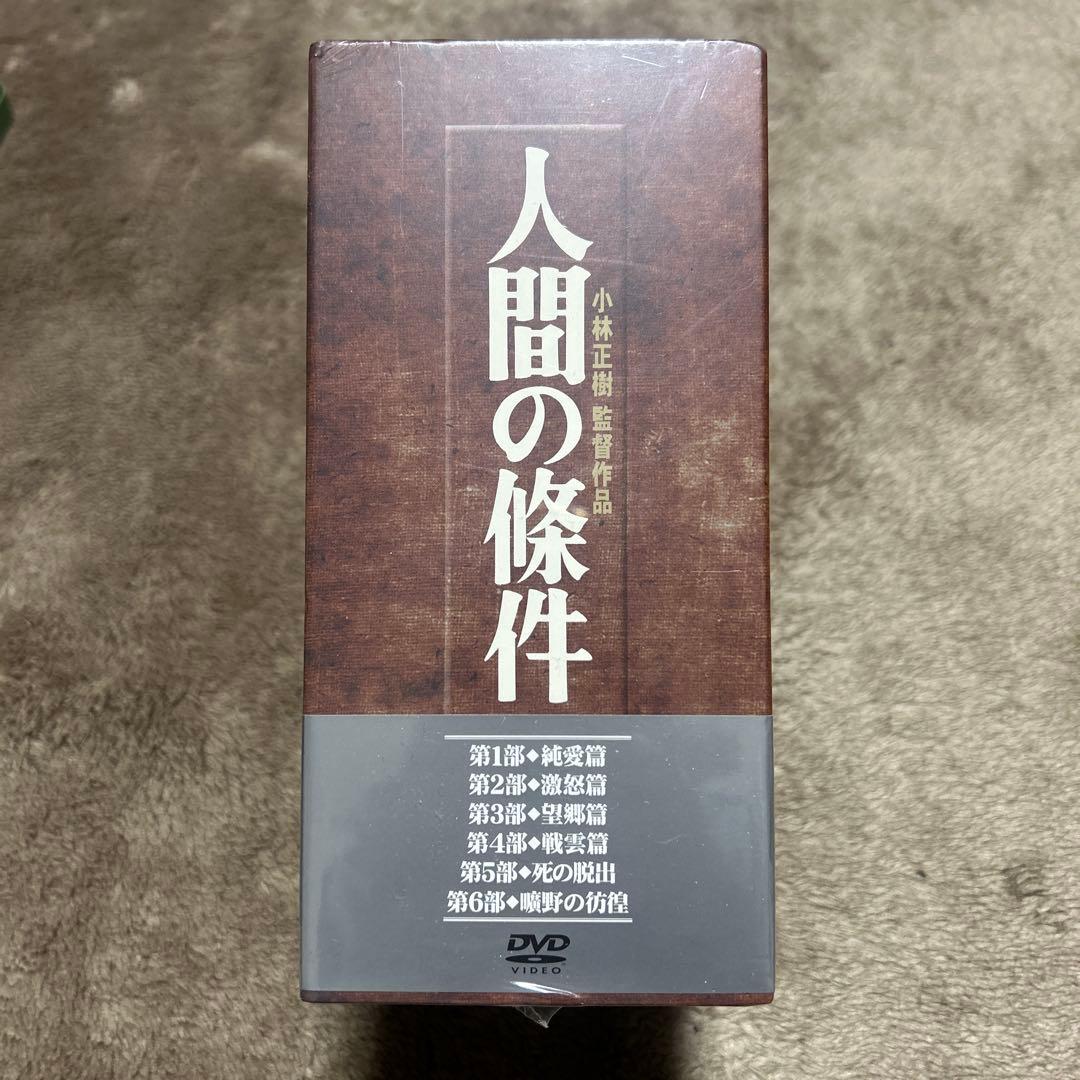 人間の條件
小林正樹 監督作品
第1部◆純愛篇
第2部◆激怒篇
第3部◆望郷篇
第4部◆戦雲篇
第5部◆死の脱出
第6部◆曠野の彷徨
DVD
VIDEO